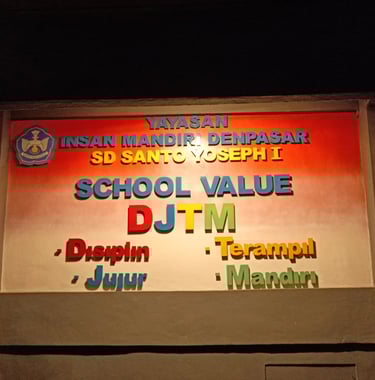 YAYASAN
INSAN MANDIRI DENPASAR
SD SANTO YOSEPH I
SCHOOL VALUE
DJTM
· Disiplin · Terampil
· Jujur · Mandiri